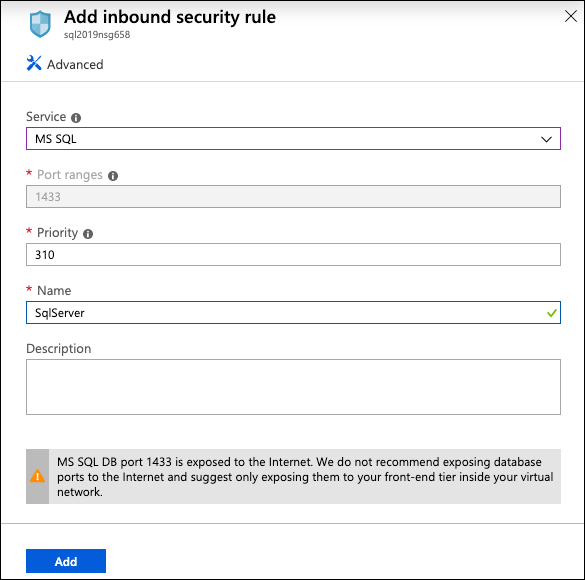 Add inbound security rule
sql2019nsg658
Advanced
Service
MS SQL
* Port ranges
1433
* Priority
310
* Name
SqlServer
Description
MS SQL DB port 1433 is exposed to the Internet. We do not recommend exposing database
ports to the Internet and suggest only exposing them to your front-end tier inside your virtual
network.
Add